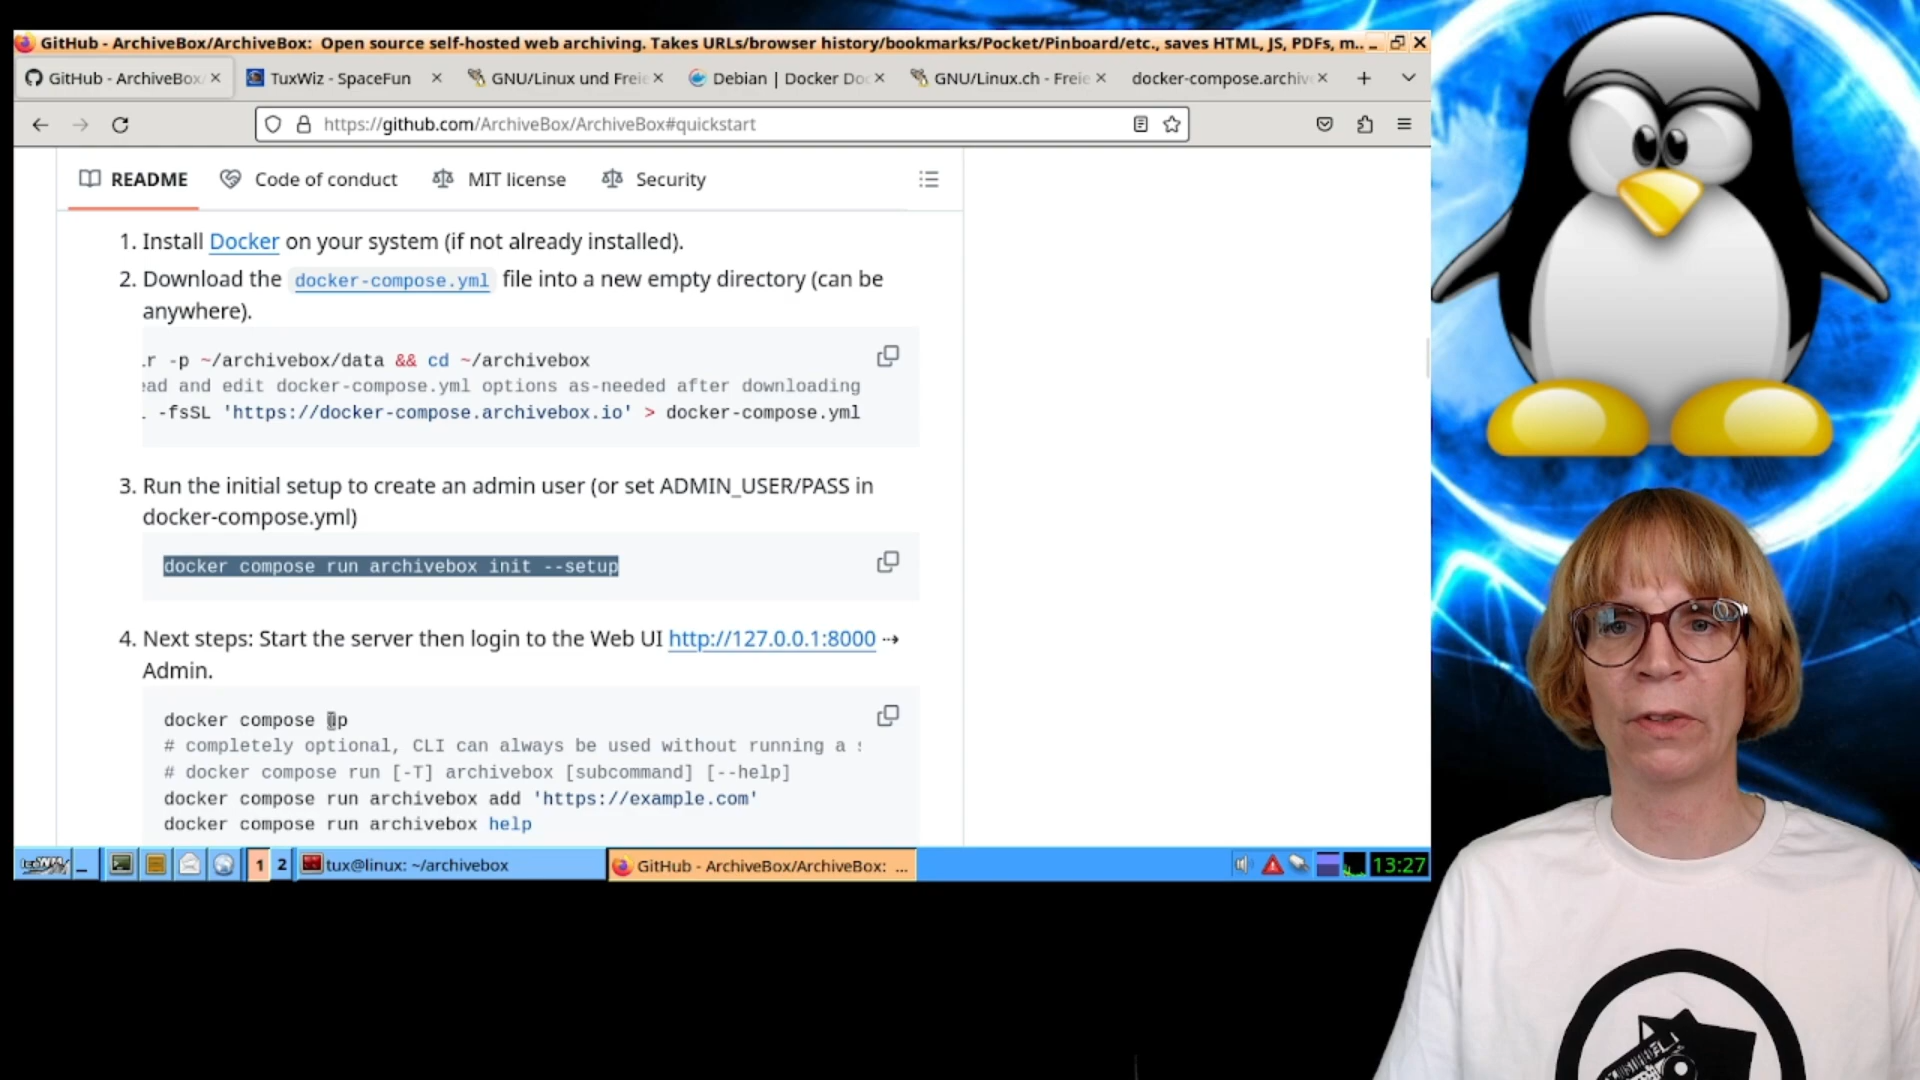 GitHub - ArchiveBox/ArchiveBox: Open source self-hosted web archiving. Takes URLs/browser history/bookmarks/Pocket/Pinboard/etc., saves HTML, JS, PDFs, m..
GitHub - ArchiveBox/ TuxWiz - SpaceFun GNU/Linux und Freie Debian | Docker Doc GNU/Linux.ch - Freie docker-compose.archiv
https://github.com/ArchiveBox/ArchiveBox#quickstart
README Code of conduct MIT license Security
1. Install Docker on your system (if not already installed).
2. Download the docker-compose.yml file into a new empty directory (can be
anywhere).
r -p ~/archivebox/data && cd ~/archivebox
ead and edit docker-compose.yml options as-needed after downloading
-fsSL 'https://docker-compose.archivebox.io' > docker-compose.yml
3. Run the initial setup to create an admin user (or set ADMIN_USER/PASS in
docker-compose.yml)
docker compose run archivebox init --setup
4. Next steps: Start the server then login to the Web UI http://127.0.0.1:8000 ⇢
Admin.
docker compose up
# completely optional, CLI can always be used without running a s
# docker compose run [-T] archivebox [subcommand] [--help]
docker compose run archivebox add 'https://example.com'
docker compose run archivebox help
1 2 tux@linux: ~/archivebox GitHub - ArchiveBox/ArchiveBox: ... 13:27